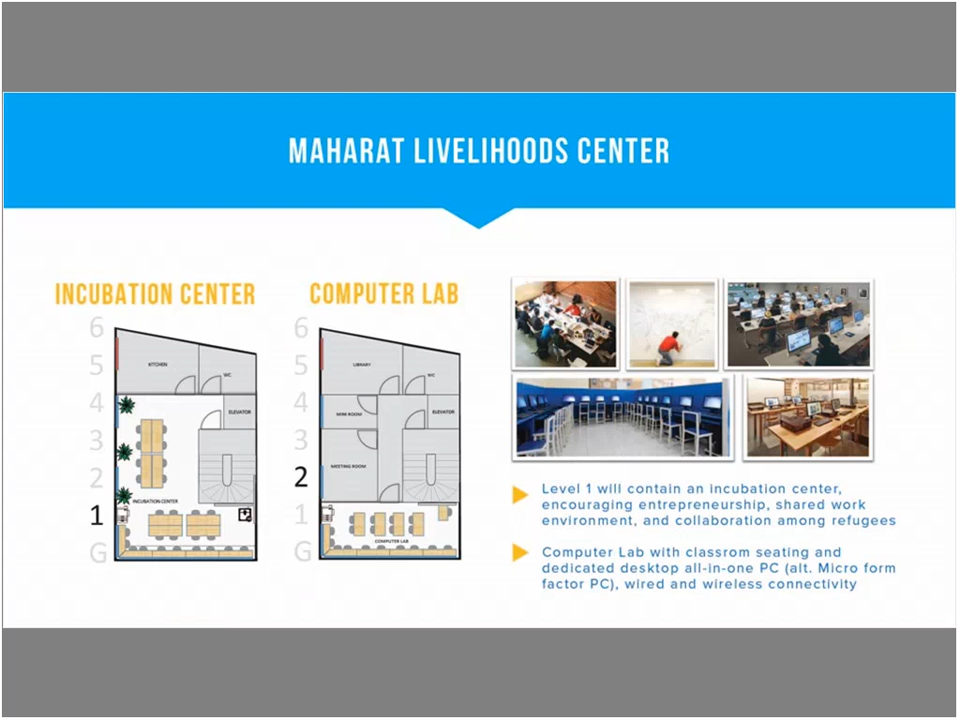 MAHARAT LIVELIHOODS CENTER
INCUBATION CENTER
6
5
4
3
2
1
G
KITCHEN
WC
ELEVATOR
INCUBATION CENTER
COMPUTER LAB
6
5
4
3
2
1
G
LIBRARY
WC
MINI ROOM
ELEVATOR
MEETING ROOM
COMPUTER LAB
Level 1 will contain an incubation center,
encouraging entrepreneurship, shared work
environment, and collaboration among refugees
Computer Lab with classrom seating and
dedicated desktop all-in-one PC (alt. Micro form
factor PC), wired and wireless connectivity